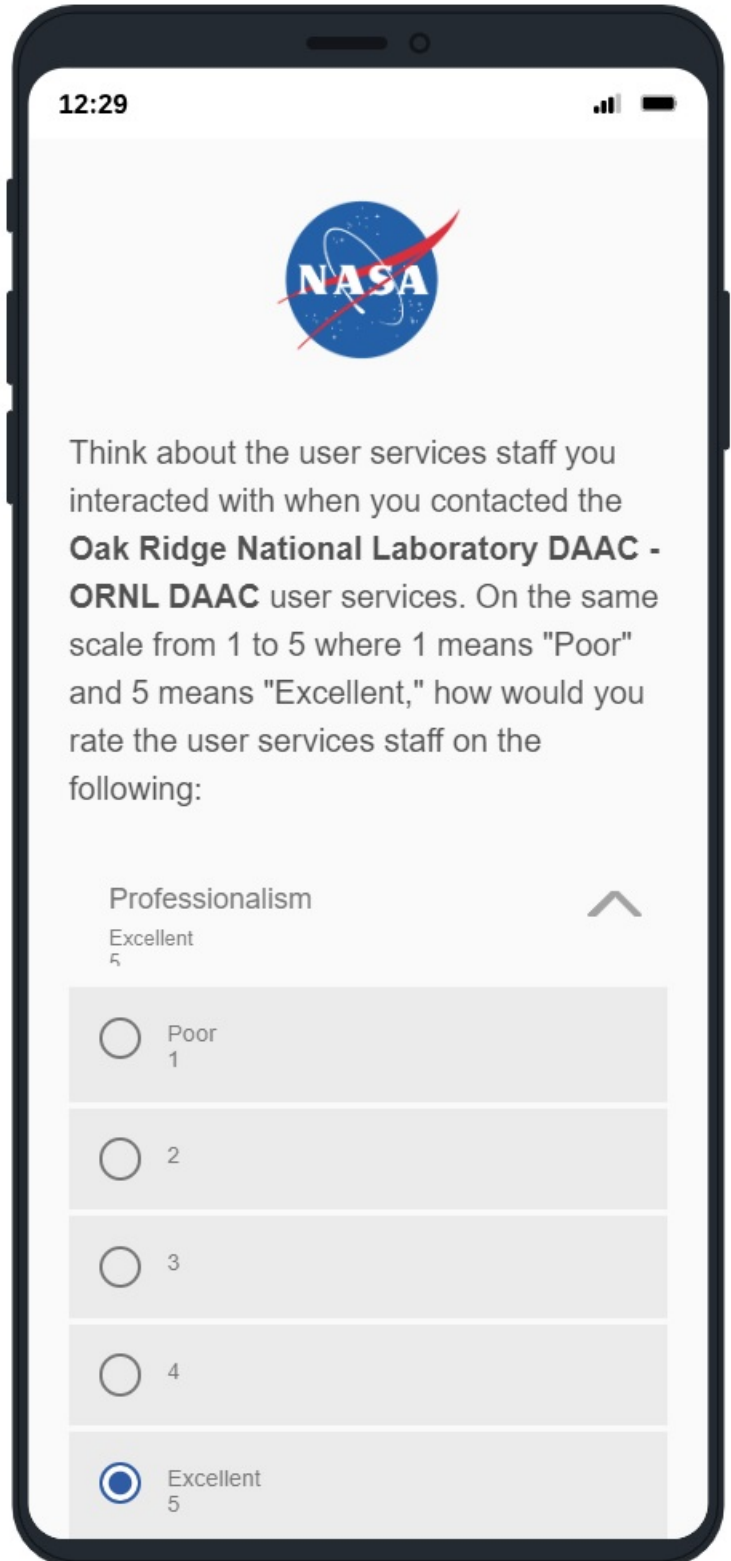 12:29
NASA
Think about the user services staff you
interacted with when you contacted the
Oak Ridge National Laboratory DAAC -
ORNL DAAC user services. On the same
scale from 1 to 5 where 1 means "Poor"
and 5 means "Excellent," how would you
rate the user services staff on the
following:
Professionalism
Excellent
5
Poor
1
2
3
4
Excellent
5